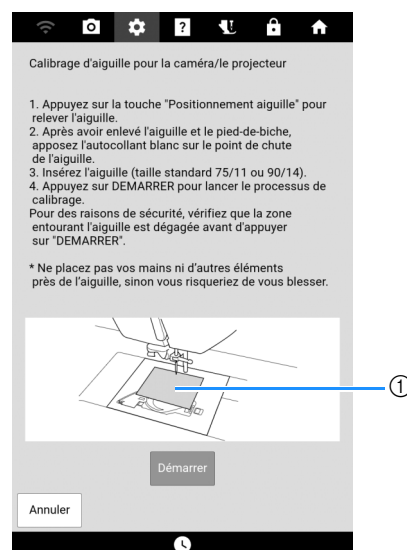 Calibrage d'aiguille pour la caméra/le projecteur
1. Appuyez sur la touche "Positionnement aiguille" pour
relever l'aiguille.
2. Après avoir enlevé l'aiguille et le pied-de-biche,
apposez l'autocollant blanc sur le point de chute
de l'aiguille.
3. Insérez l'aiguille (taille standard 75/11 ou 90/14).
4. Appuyez sur DEMARRER pour lancer le processus de
calibrage.
Pour des raisons de sécurité, vérifiez que la zone
entourant l'aiguille est dégagée avant d'appuyer
sur "DEMARRER".
* Ne placez pas vos mains ni d’autres éléments
près de l’aiguille, sinon vous risqueriez de vous blesser.
①
Démarrer
Annuler